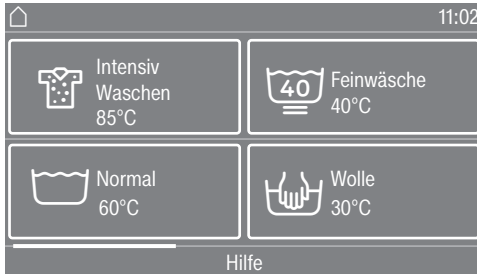 11:02
Intensiv
Waschen
85°C
40
Feinwäsche
40°C
Normal
60°C
Wolle
30°C
Hilfe